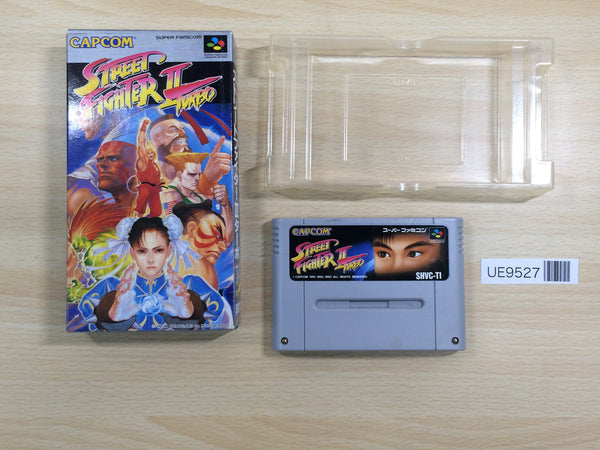 CAPCOM
SUPER FAMICOM
STREET
FIGHTER II
TURBO
CAPCOM
スーパーファミコン
STREET
FIGHTER II
TURBO
SHVC-TI
UE9527